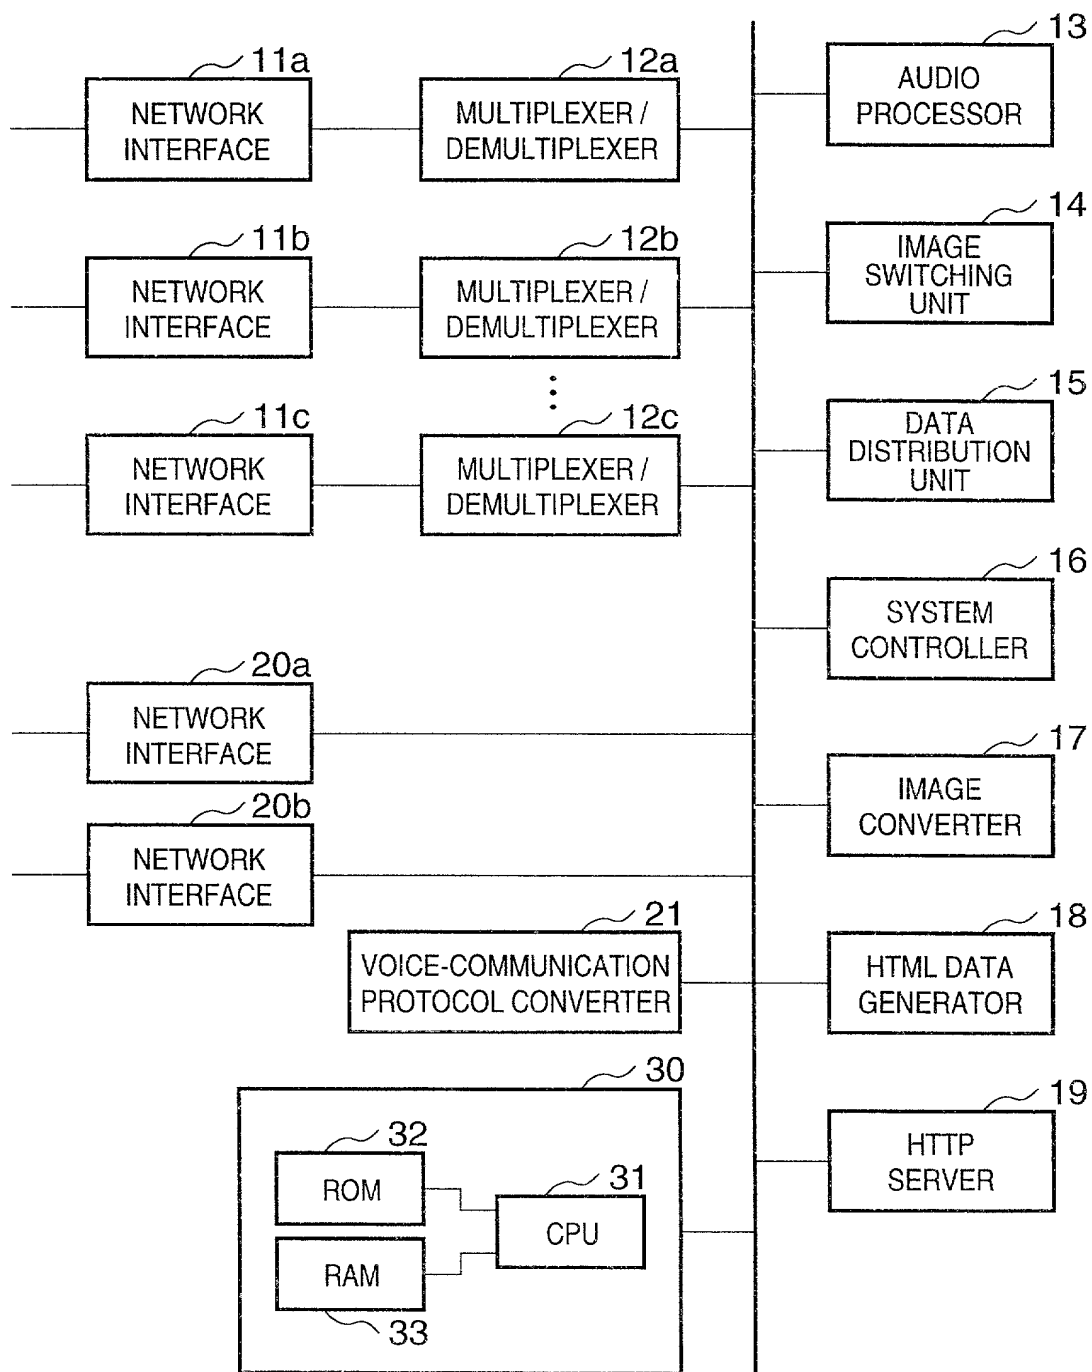 11a
NETWORK
INTERFACE
12a
MULTIPLEXER /
DEMULTIPLEXER
13
AUDIO
PROCESSOR
11b
NETWORK
INTERFACE
12b
MULTIPLEXER /
DEMULTIPLEXER
14
IMAGE
SWITCHING
UNIT
11c
NETWORK
INTERFACE
12c
MULTIPLEXER /
DEMULTIPLEXER
15
DATA
DISTRIBUTION
UNIT
16
SYSTEM
CONTROLLER
20a
NETWORK
INTERFACE
17
IMAGE
CONVERTER
20b
NETWORK
INTERFACE
21
VOICE-COMMUNICATION
PROTOCOL CONVERTER
18
HTML DATA
GENERATOR
30
32
ROM
31
CPU
RAM
33
19
HTTP
SERVER